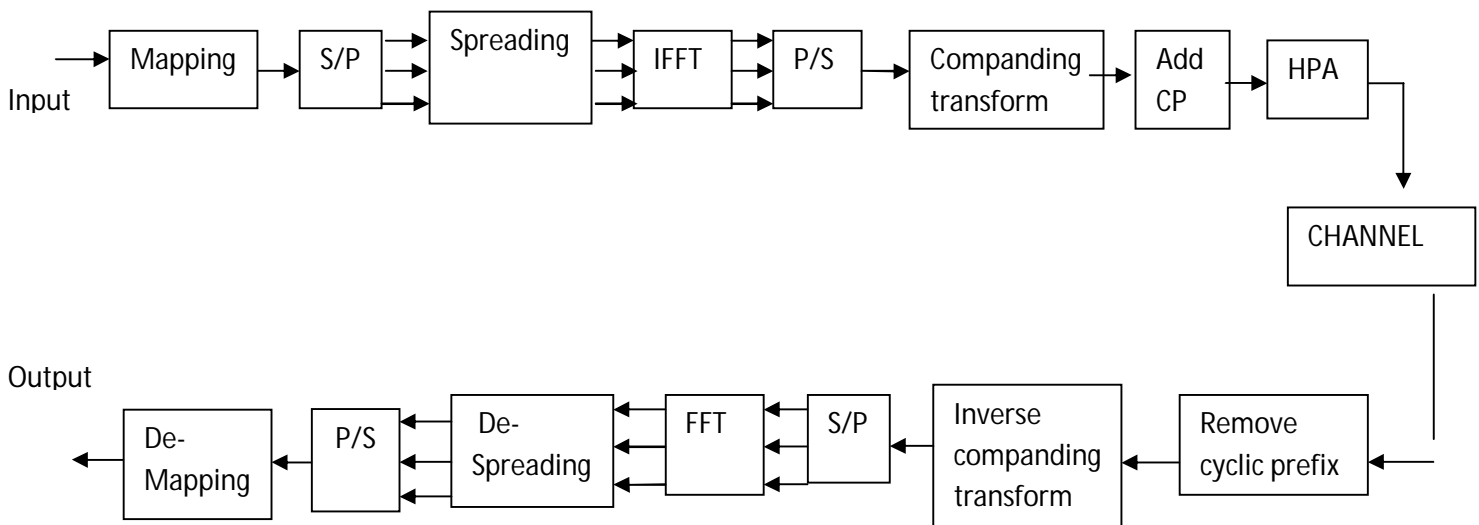 Input
Mapping
S/P
Spreading
IFFT
P/S
Companding
transform
Add
CP
HPA
CHANNEL
Output
De-
Mapping
P/S
De-
Spreading
FFT
S/P
Inverse
companding
transform
Remove
cyclic prefix